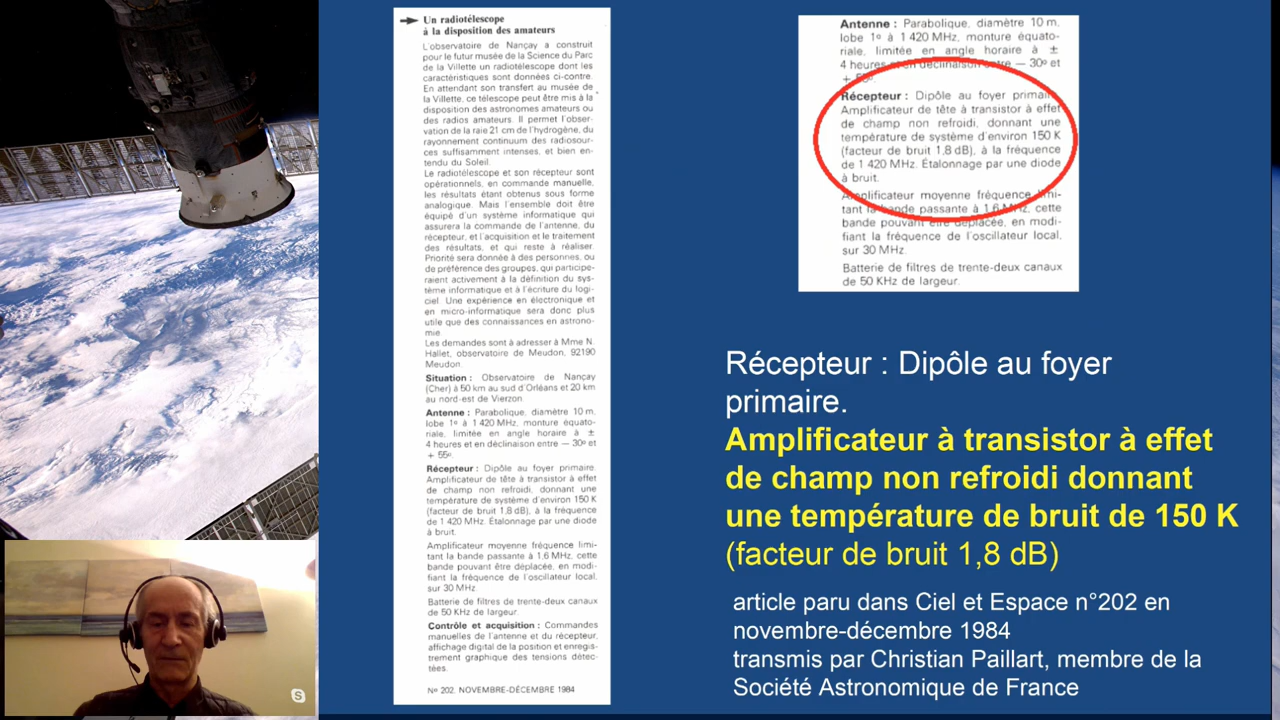 Un radiotélescope
à la disposition des amateurs
L'observatoire de Nançay a construit
pour le futur musée de la Science du Parc
de la Villette un radiotélescope dont les
caractéristiques sont données ci-contre.
En attendant son transfert au musée de
la Villette, ce télescope peut être mis à la
disposition des astronomes amateurs ou
des radios amateurs. Il permet l'obser-
vation de la raie 21 cm de l'hydrogène, du
rayonnement continuum des radiosour-
ces suffisamment intenses, et bien en-
tendu du Soleil.
Le radiotélescope et son récepteur sont
opérationnels, en commande manuelle,
les résultats étant obtenus sous forme
analogique. Mais l'ensemble doit être
équipé d'un système informatique qui
assurera la commande de l'antenne, du
récepteur, et l'acquisition et le traitement
des résultats, et qui reste à réaliser.
Priorité sera donnée à des personnes, ou
de préférence des groupes, qui participe-
raient activement à la définition du sys-
tème informatique et à l'écriture du logi-
ciel. Une expérience en électronique et
en micro-informatique sera donc plus
utile que des connaissances en astrono-
mie.
Les demandes sont à adresser à Mme N.
Hallet, observatoire de Meudon, 92190
Meudon.
Situation : Observatoire de Nançay
(Cher) à 50 km au sud d'Orléans et 20 km
au nord-est de Vierzon.
Antenne : Parabolique, diamètre 10 m,
lobe 1º à 1 420 MHz, monture équato-
riale, limitée en angle horaire à ±
4 heures et en déclinaison entre — 30º et
+ 55º.
Récepteur : Dipôle au foyer primaire.
Amplificateur de tête à transistor à effet
de champ non refroidi, donnant une
température de système d'environ 150 K
(facteur de bruit 1,8 dB), à la fréquence
de 1 420 MHz. Étalonnage par une diode
à bruit.
Amplificateur moyenne fréquence limi-
tant la bande passante à 1,6 MHz, cette
bande pouvant être déplacée, en modi-
fiant la fréquence de l'oscillateur local,
sur 30 MHz.
Batterie de filtres de trente-deux canaux
de 50 KHz de largeur.
Contrôle et acquisition : Commandes
manuelles de l'antenne et du récepteur,
affichage digital de la position et enregis-
trement graphique des tensions détec-
tées.
Nº 202. NOVEMBRE-DÉCEMBRE 1984
Antenne : Parabolique, diamètre 10 m,
lobe 1º à 1 420 MHz, monture équato-
riale, limitée en angle horaire à ±
4 heures et en déclinaison entre — 30º et
+ 55º.
Récepteur : Dipôle au foyer primaire.
Amplificateur de tête à transistor à effet
de champ non refroidi, donnant une
température de système d'environ 150 K
(facteur de bruit 1,8 dB), à la fréquence
de 1 420 MHz. Étalonnage par une diode
à bruit.
Amplificateur moyenne fréquence limi-
tant la bande passante à 1,6 MHz, cette
bande pouvant être déplacée, en modi-
fiant la fréquence de l'oscillateur local,
sur 30 MHz.
Batterie de filtres de trente-deux canaux
de 50 KHz de largeur.
Récepteur : Dipôle au foyer
primaire.
Amplificateur à transistor à effet
de champ non refroidi donnant
une température de bruit de 150 K
(facteur de bruit 1,8 dB)
article paru dans Ciel et Espace n°202 en
novembre-décembre 1984
transmis par Christian Paillart, membre de la
Société Astronomique de France